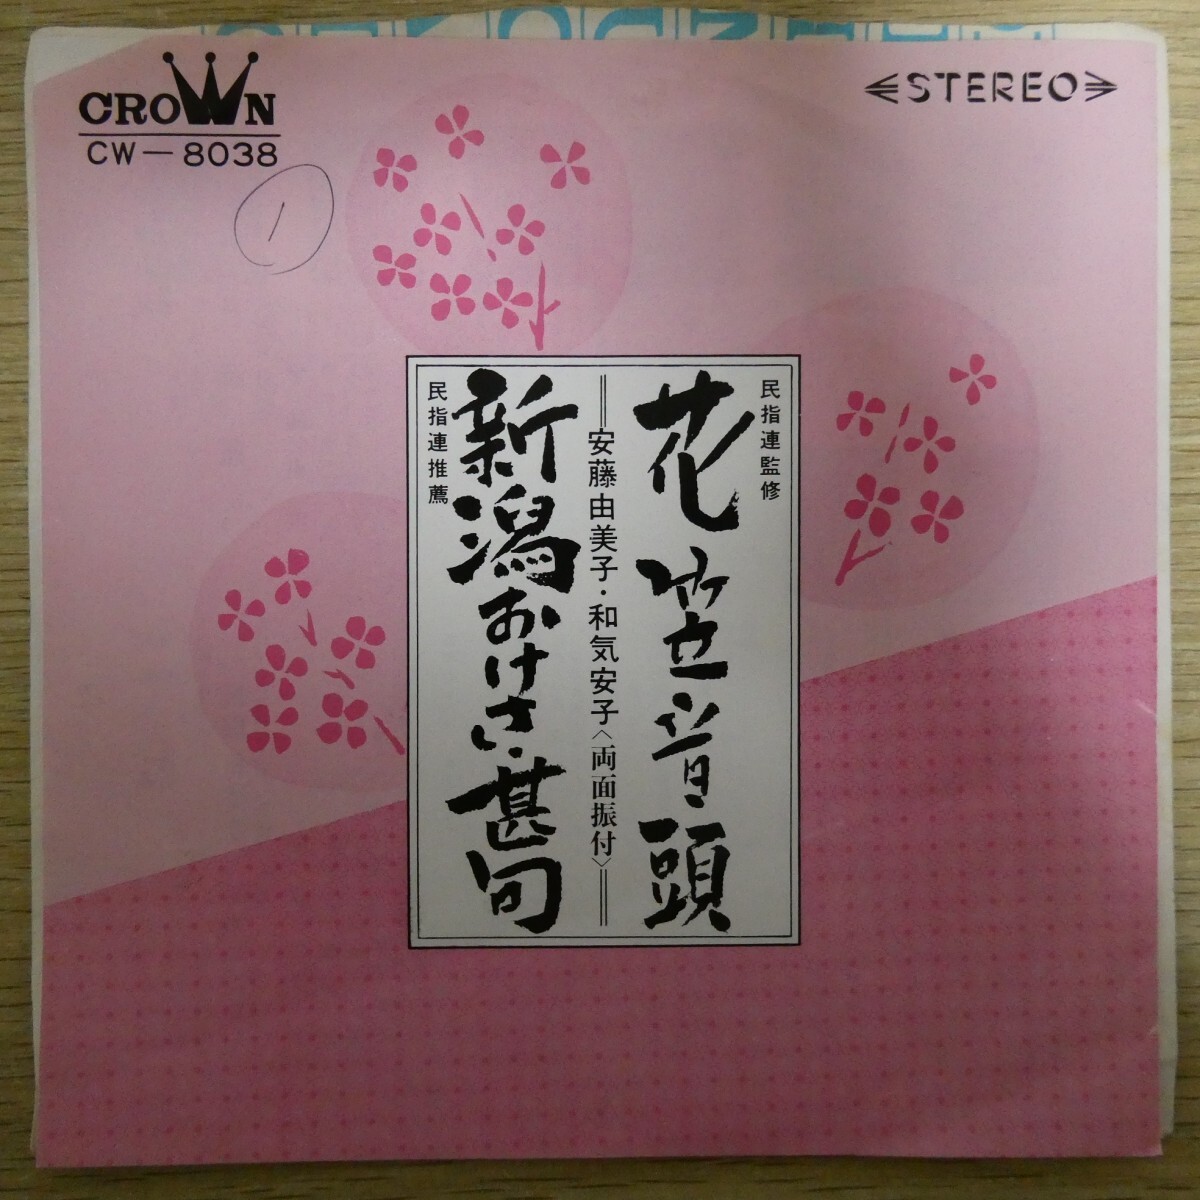 CROWN
CW-8038
1
STEREO
民指連監修
花笠音頭
安藤由美子・和気安子〈両面振付〉
民指連推薦
新潟おけさ・甚句